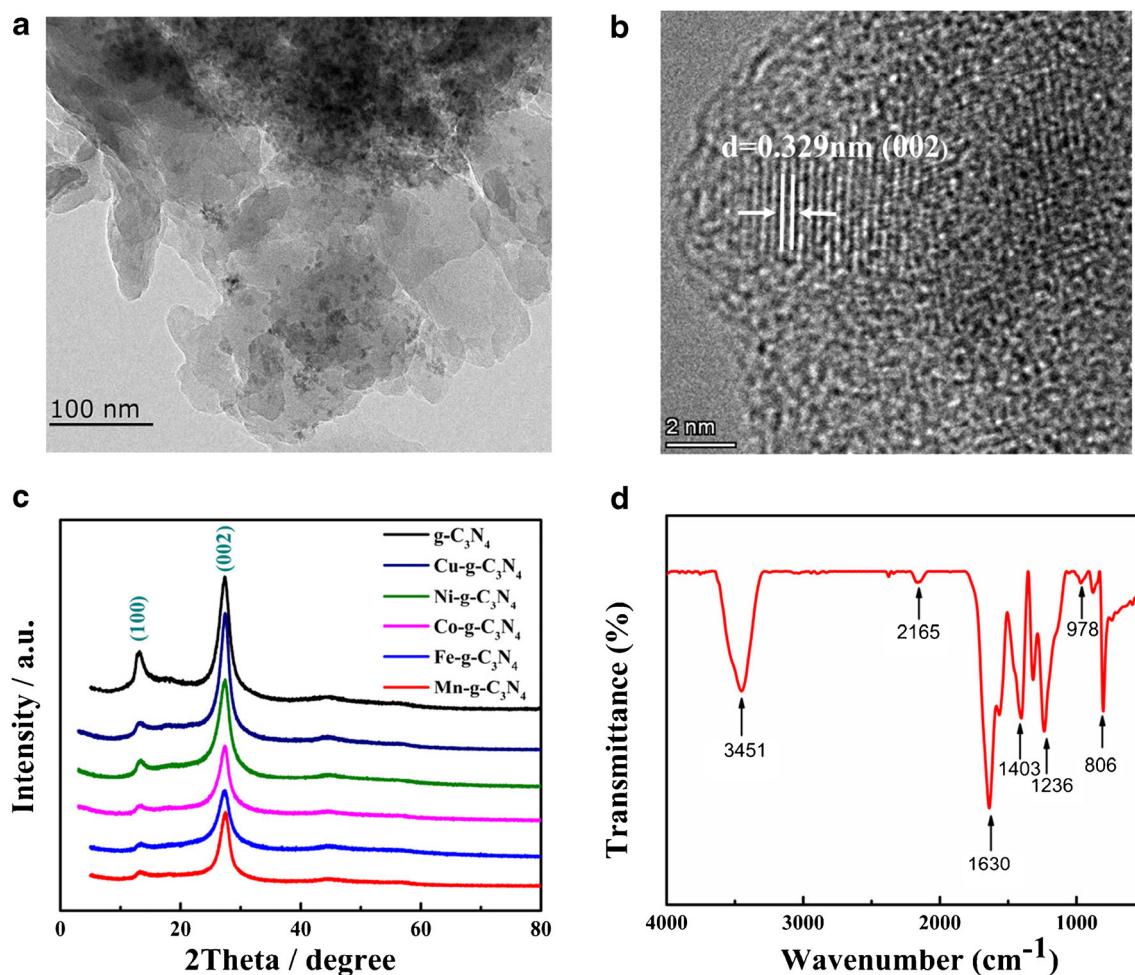 a
100 nm
b
d=0.329nm (002)
2 nm
c
(100)
(002)
g-C₃N₄
Cu-g-C₃N₄
Ni-g-C₃N₄
Co-g-C₃N₄
Fe-g-C₃N₄
Mn-g-C₃N₄
Intensity / a.u.
0 20 40 60 80
2Theta / degree
d
Transmittance (%)
3451
2165
1630
1403
1236
978
806
4000 3000 2000 1000
Wavenumber (cm⁻¹)